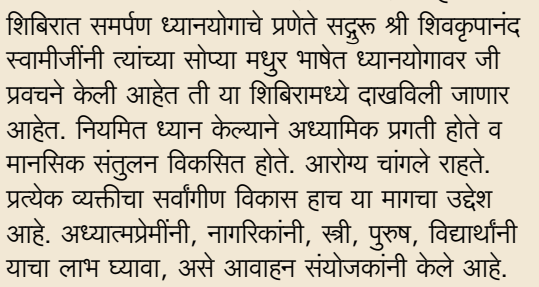 शिबिरात समर्पण ध्यानयोगाचे प्रणेते सद्गुरू श्री शिवकृपानंद
स्वामीजींनी त्यांच्या सोप्या मधुर भाषेत ध्यानयोगावर जी
प्रवचने केली आहेत ती या शिबिरामध्ये दाखविली जाणार
आहेत. नियमित ध्यान केल्याने अध्यामिक प्रगती होते व
मानसिक संतुलन विकसित होते. आरोग्य चांगले राहते.
प्रत्येक व्यक्तीचा सर्वांगीण विकास हाच या मागचा उद्देश
आहे. अध्यात्मप्रेमींनी, नागरिकांनी, स्त्री, पुरुष, विद्यार्थांनी
याचा लाभ घ्यावा, असे आवाहन संयोजकांनी केले आहे.